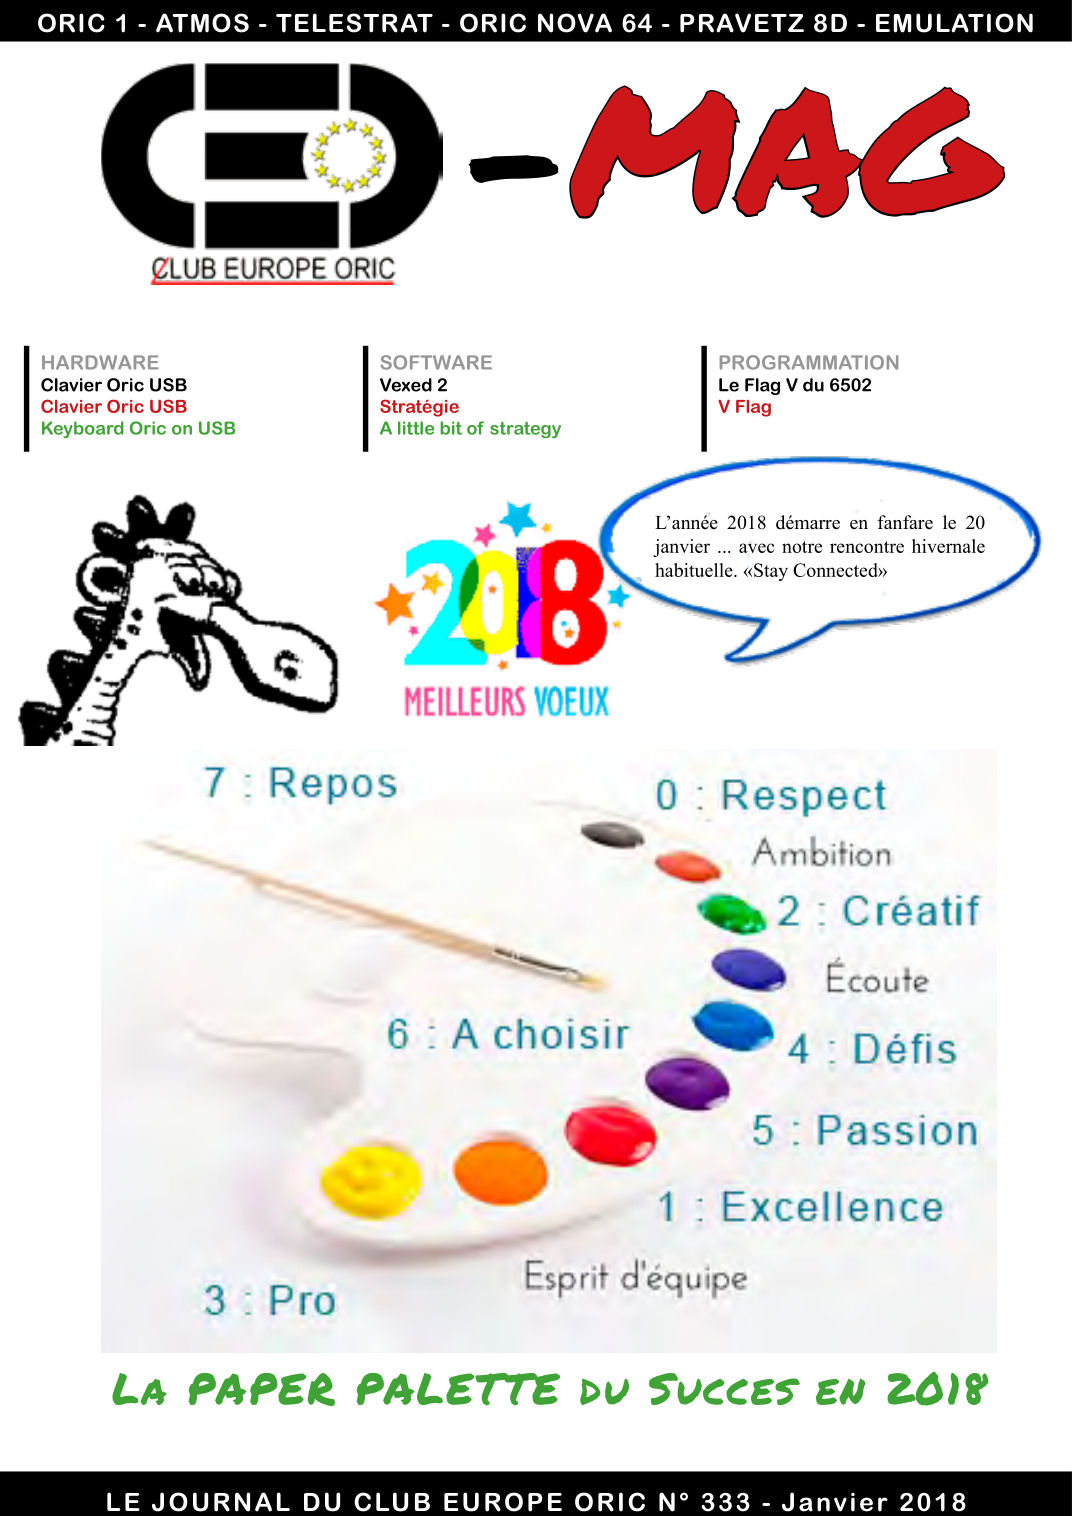 ORIC 1 - ATMOS - TELESTRAT - ORIC NOVA 64 - PRAVETZ 8D - EMULATION
CEO
-MAG
CLUB EUROPE ORIC
HARDWARE
Clavier Oric USB
Clavier Oric USB
Keyboard Oric on USB
SOFTWARE
Vexed 2
Stratégie
A little bit of strategy
PROGRAMMATION
Le Flag V du 6502
V Flag
L’année 2018 démarre en fanfare le 20
janvier ... avec notre rencontre hivernale
habituelle. «Stay Connected»
2018
MEILLEURS VOEUX
7 : Repos
0 : Respect
Ambition
2 : Créatif
Écoute
6 : A choisir
4 : Défis
5 : Passion
1 : Excellence
Esprit d'équipe
3 : Pro
La PAPER PALETTE du Succes en 2018
LE JOURNAL DU CLUB EUROPE ORIC N° 333 - Janvier 2018